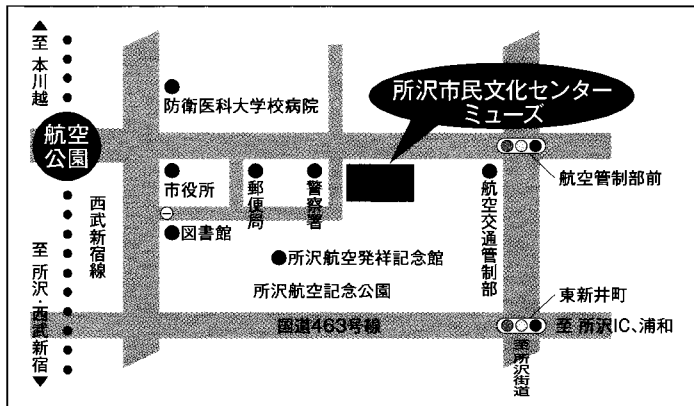 至 本川越
航空
公園
西武新宿線
至 所沢・西武新宿
防衛医科大学校病院
所沢市民文化センター
ミューズ
航空管制部前
市役所
郵便局
警察署
航空交通管制部
図書館
所沢航空発祥記念館
所沢航空記念公園
東新井町
国道463号線
至 所沢IC、浦和
至所沢街道